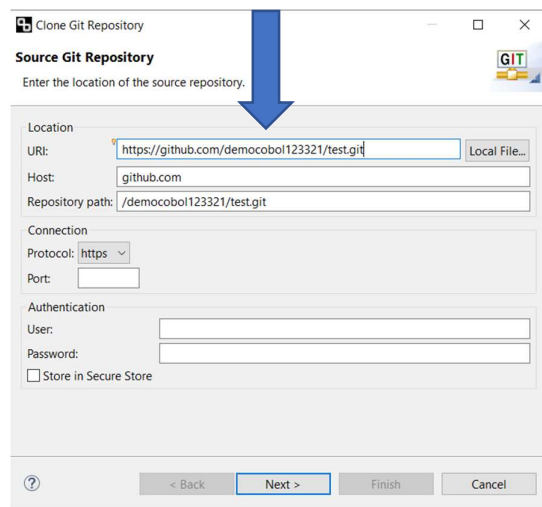 Clone Git Repository
Source Git Repository
GIT
Enter the location of the source repository.
Location
URI: https://github.com/democobol123321/test.git Local File...
Host: github.com
Repository path: /democobol123321/test.git
Connection
Protocol: https
Port:
Authentication
User:
Password:
Store in Secure Store
? < Back Next > Finish Cancel